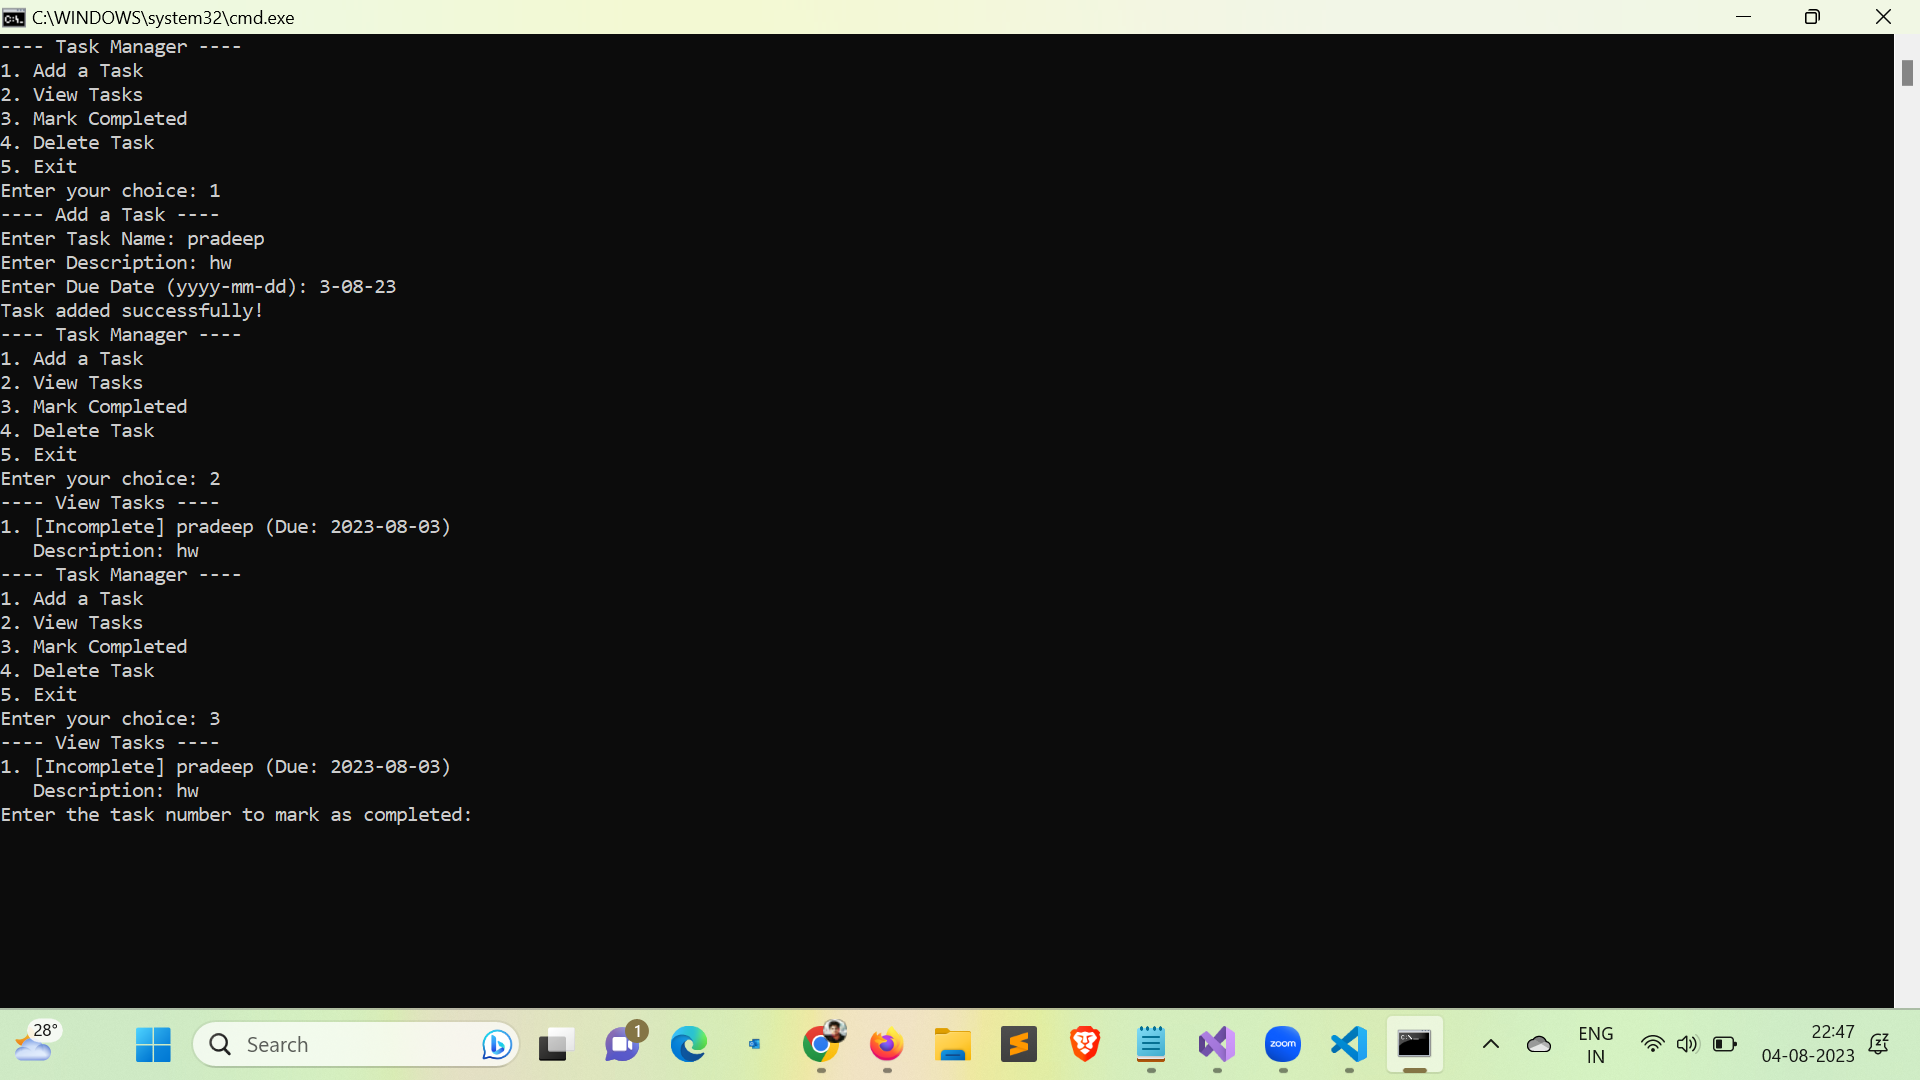 C:\WINDOWS\system32\cmd.exe
---- Task Manager ----
1. Add a Task
2. View Tasks
3. Mark Completed
4. Delete Task
5. Exit
Enter your choice: 1
---- Add a Task ----
Enter Task Name: pradeep
Enter Description: hw
Enter Due Date (yyyy-mm-dd): 3-08-23
Task added successfully!
---- Task Manager ----
1. Add a Task
2. View Tasks
3. Mark Completed
4. Delete Task
5. Exit
Enter your choice: 2
---- View Tasks ----
1. [Incomplete] pradeep (Due: 2023-08-03)
   Description: hw
---- Task Manager ----
1. Add a Task
2. View Tasks
3. Mark Completed
4. Delete Task
5. Exit
Enter your choice: 3
---- View Tasks ----
1. [Incomplete] pradeep (Due: 2023-08-03)
   Description: hw
Enter the task number to mark as completed:
28°
Search
1
zoom
ENG
IN
22:47
04-08-2023